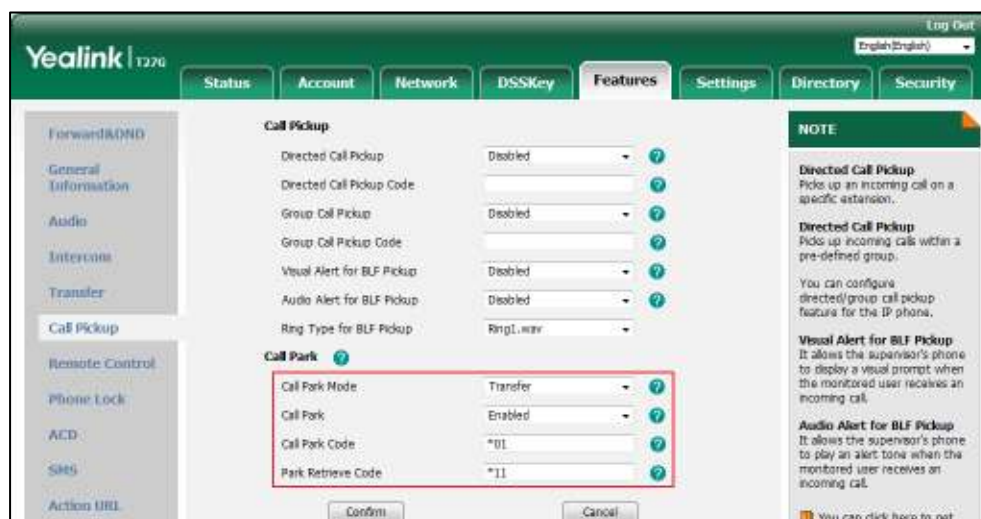 Log Out
Yealink | T27G
English(English)
Status
Account
Network
DSSKey
Features
Settings
Directory
Security
Forward&DND
General
Information
Audio
Intercom
Transfer
Call Pickup
Remote Control
Phone Lock
ACD
SMS
Action URL
Call Pickup
Directed Call Pickup Disabled
Directed Call Pickup Code
Group Call Pickup Disabled
Group Call Pickup Code
Visual Alert for BLF Pickup Disabled
Audio Alert for BLF Pickup Disabled
Ring Type for BLF Pickup Ring1.wav
Call Park
Call Park Mode Transfer
Call Park Enabled
Call Park Code *01
Park Retrieve Code *11
Confirm Cancel
NOTE
Directed Call Pickup
Picks up an incoming call on a
specific extension.
Directed Call Pickup
Picks up incoming calls within a
pre-defined group.
You can configure
directed/group call pickup
feature for the IP phone.
Visual Alert for BLF Pickup
It allows the supervisor's phone
to display a visual prompt when
the monitored user receives an
incoming call.
Audio Alert for BLF Pickup
It allows the supervisor's phone
to play an alert tone when the
monitored user receives an
incoming call.
You can click here to get